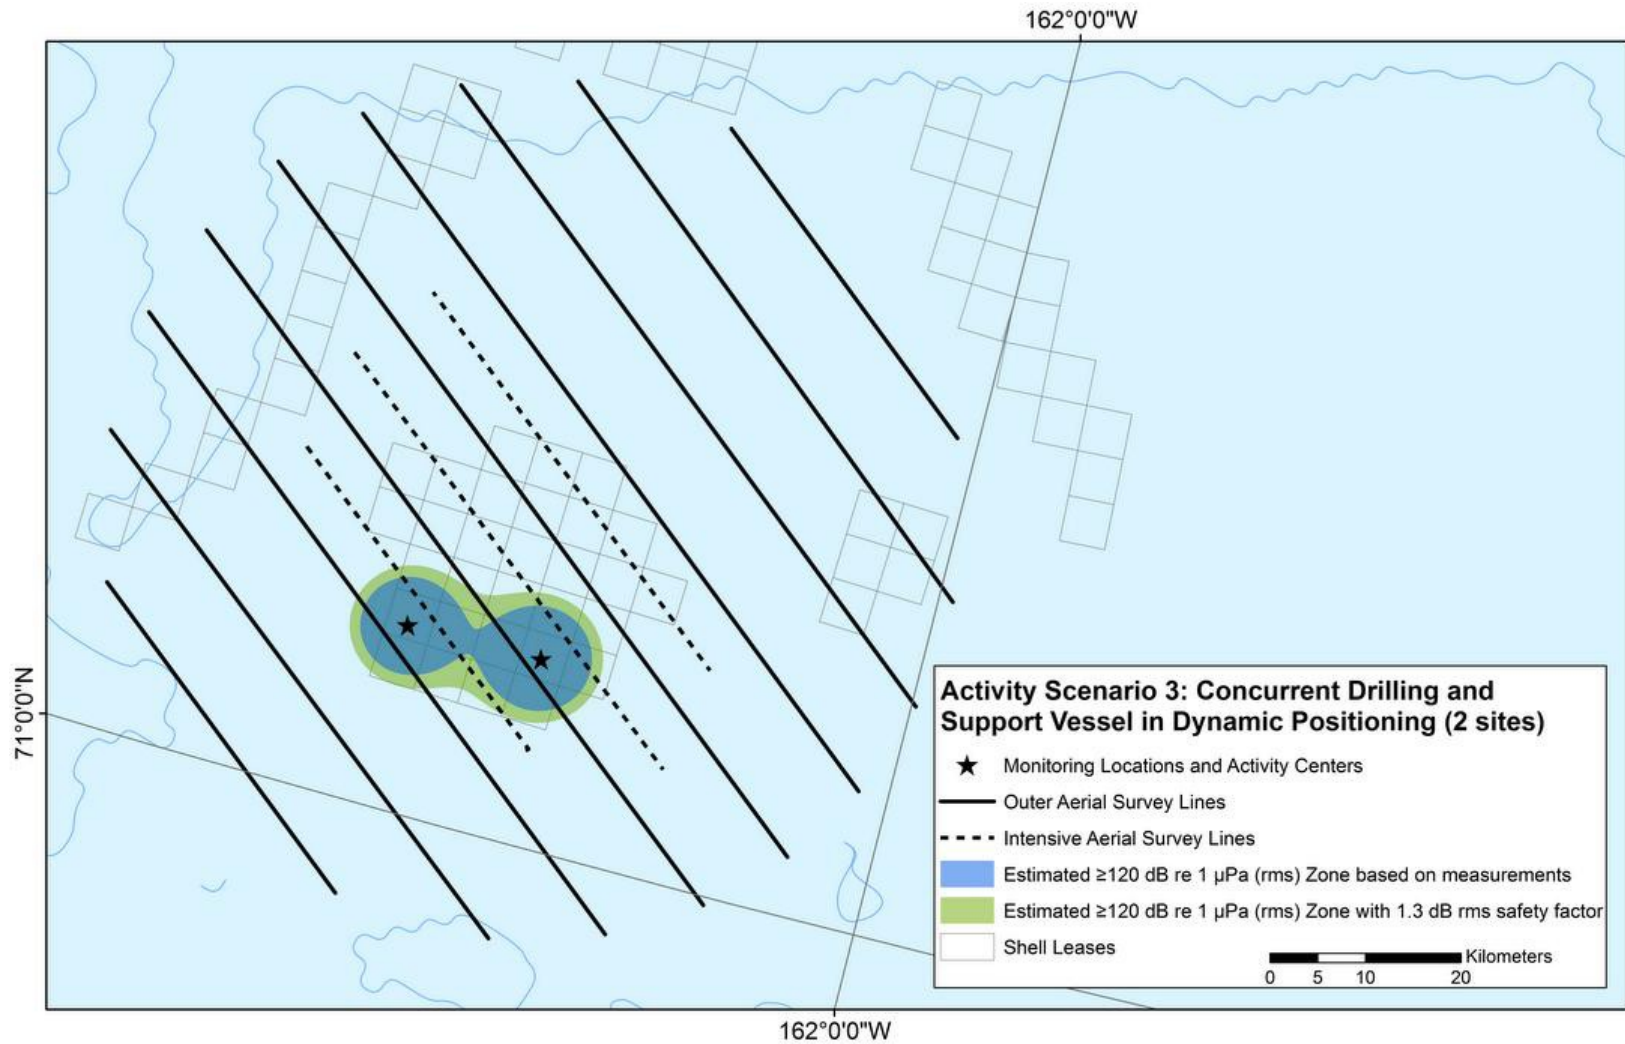 162°0'0"W
71°0'0"N
Activity Scenario 3: Concurrent Drilling and
Support Vessel in Dynamic Positioning (2 sites)
Monitoring Locations and Activity Centers
Outer Aerial Survey Lines
Intensive Aerial Survey Lines
Estimated ≥120 dB re 1 µPa (rms) Zone based on measurements
Estimated ≥120 dB re 1 µPa (rms) Zone with 1.3 dB rms safety factor
Shell Leases
Kilometers
0 5 10 20
162°0'0"W